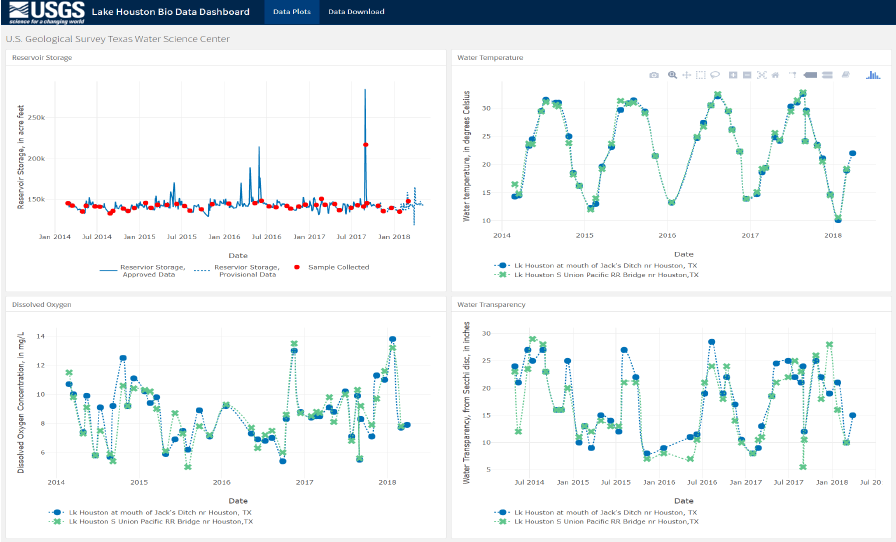 USGS
science for a changing world
Lake Houston Bio Data Dashboard
Data Plots
Data Download
U.S. Geological Survey Texas Water Science Center
Reservoir Storage
Reservoir Storage, in acre feet
250k
200k
150k
Jan 2014 Jul 2014 Jan 2015 Jul 2015 Jan 2016 Jul 2016 Jan 2017 Jul 2017 Jan 2018
Date
Reservior Storage, Approved Data
Reservior Storage, Provisional Data
Sample Collected
Water Temperature
Water temperature, in degrees Celsius
30
25
20
15
10
2014 2015 2016 2017 2018
Date
Lk Houston at mouth of Jack's Ditch nr Houston, TX
Lk Houston S Union Pacific RR Bridge nr Houston, TX
Dissolved Oxygen
Dissolved Oxygen Concentration, in mg/L
14
12
10
8
6
2014 2015 2016 2017 2018
Date
Lk Houston at mouth of Jack's Ditch nr Houston, TX
Lk Houston S Union Pacific RR Bridge nr Houston,TX
Water Transparency
Water Transparency, from Secchi disc, in inches
30
25
20
15
10
5
Jul 2014 Jan 2015 Jul 2015 Jan 2016 Jul 2016 Jan 2017 Jul 2017 Jan 2018 Jul 20
Date
Lk Houston at mouth of Jack's Ditch nr Houston, TX
Lk Houston S Union Pacific RR Bridge nr Houston,TX